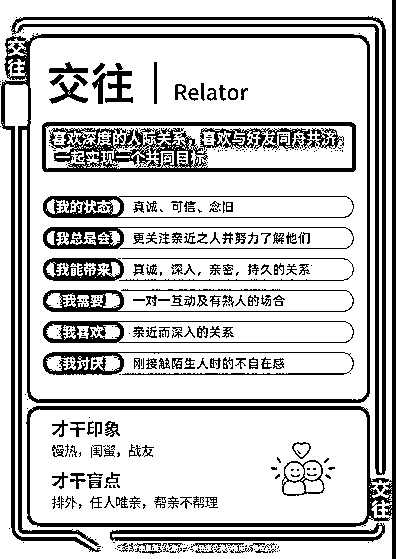 交往
交往 | Relator
喜欢深度的人际关系，喜欢与好友同舟共济，
一起实现一个共同目标
我的状态 真诚、可信、念旧
我总是会 更关注亲近之人并努力了解他们
我能带来 真诚，深入，亲密，持久的关系
我需要 一对一互动及有熟人的场合
我喜欢 亲近而深入的关系
我讨厌 刚接触陌生人时的不自在感
才干印象
慢热，闺蜜，战友
才干盲点
排外，任人唯亲，帮亲不帮理
交往